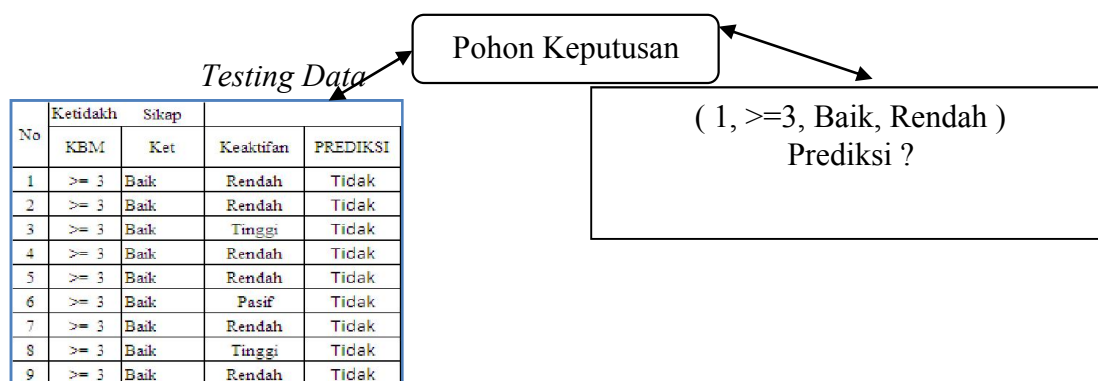 Pohon Keputusan
Testing Data
( 1, >=3, Baik, Rendah )
Prediksi ?
No Ketidakh Sikap
KBM Ket Keaktifan PREDIKSI
1 >= 3 Baik Rendah Tidak
2 >= 3 Baik Rendah Tidak
3 >= 3 Baik Tinggi Tidak
4 >= 3 Baik Rendah Tidak
5 >= 3 Baik Rendah Tidak
6 >= 3 Baik Pasif Tidak
7 >= 3 Baik Rendah Tidak
8 >= 3 Baik Tinggi Tidak
9 >= 3 Baik Rendah Tidak